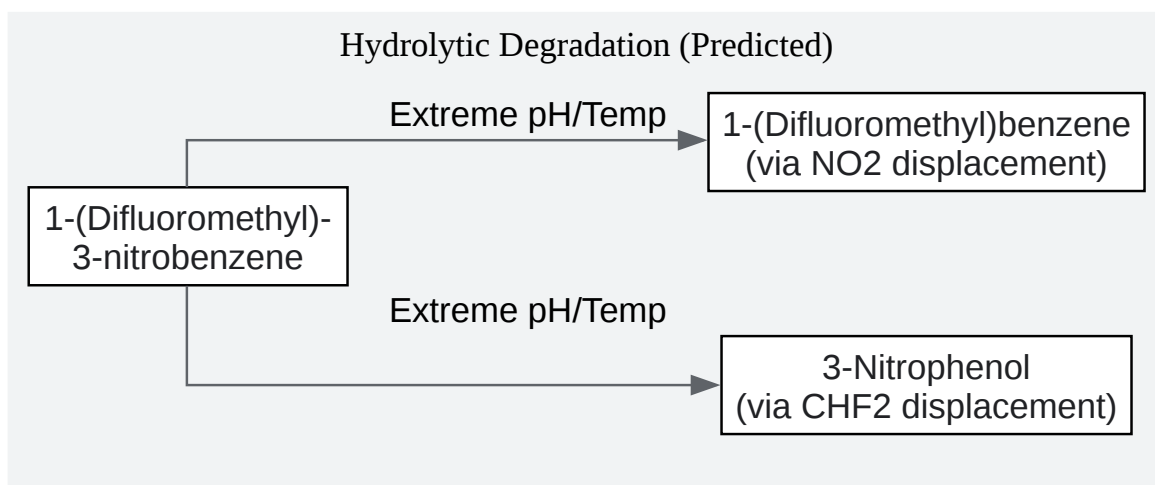 Hydrolytic Degradation (Predicted)
Extreme pH/Temp
1-(Difluoromethyl)benzene
(via NO2 displacement)
1-(Difluoromethyl)-
3-nitrobenzene
Extreme pH/Temp
3-Nitrophenol
(via CHF2 displacement)